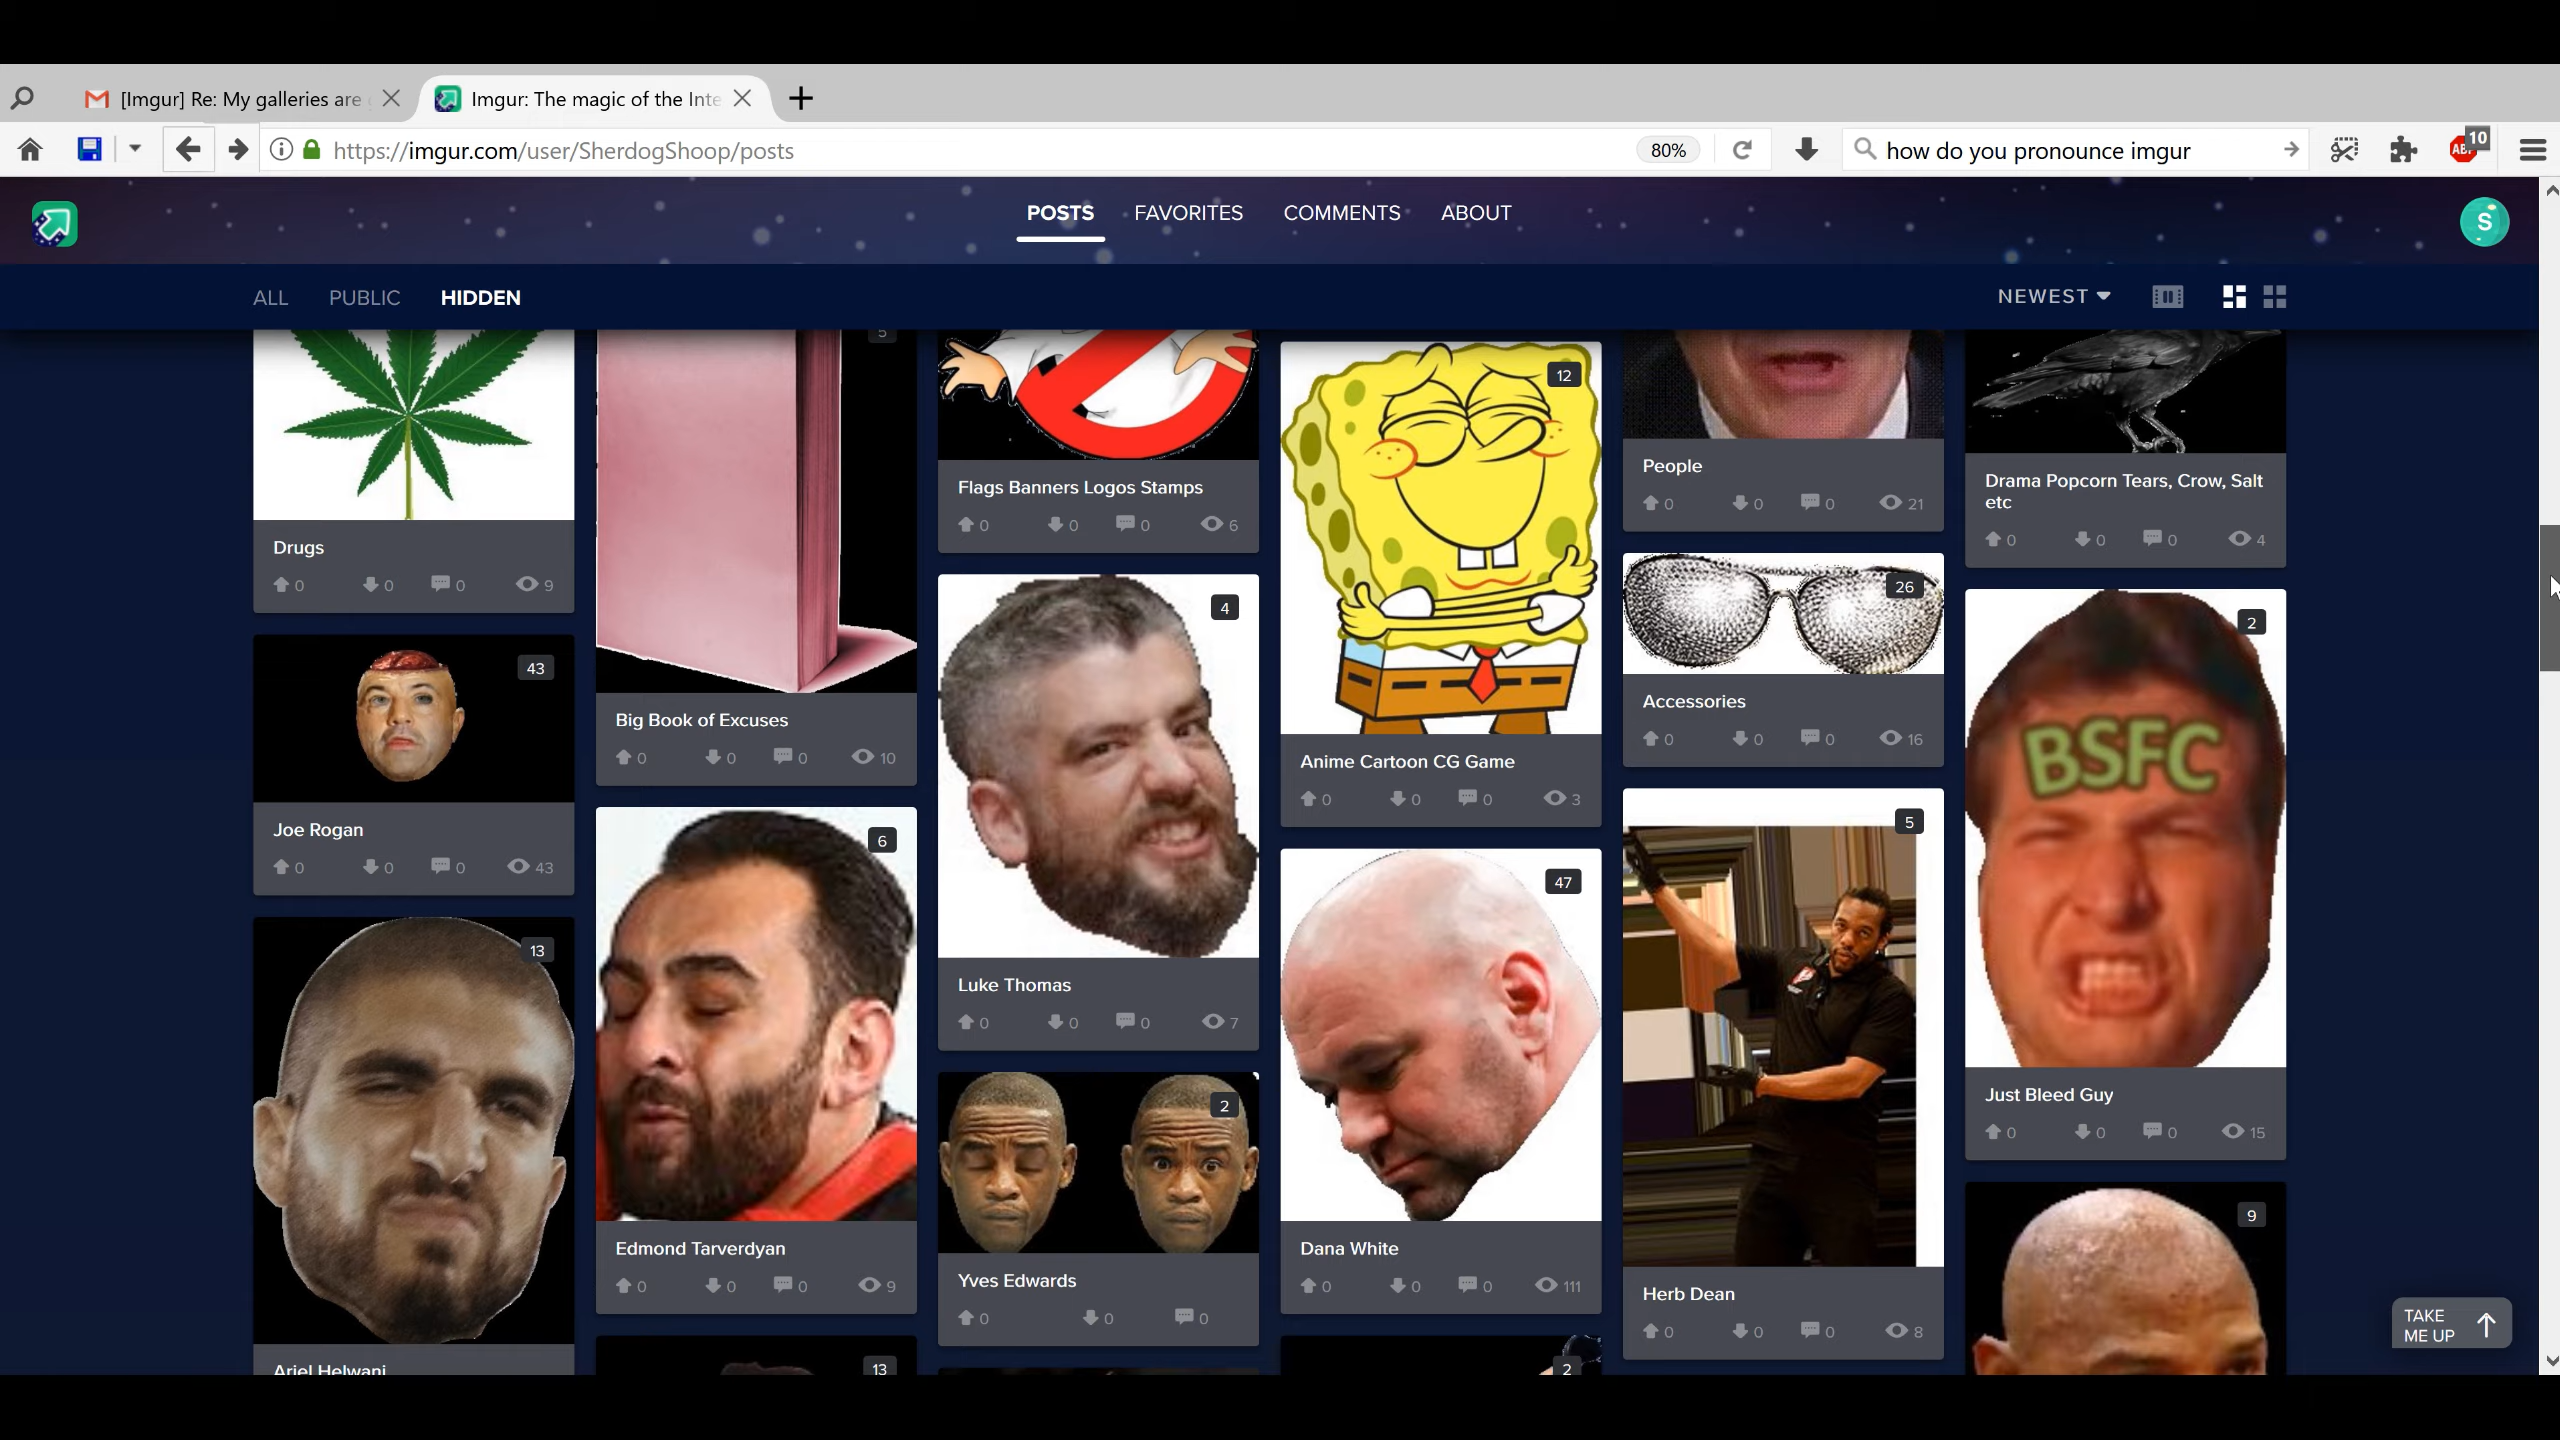 [Imgur] Re: My galleries are
Imgur: The magic of the Inte
https://imgur.com/user/SherdogShoop/posts
80%
how do you pronounce imgur
ABP
10
POSTS
FAVORITES
COMMENTS
ABOUT
S
ALL
PUBLIC
HIDDEN
NEWEST
Drugs
0 0 0 9
43
Joe Rogan
0 0 0 43
13
Ariel Helwani
5
Big Book of Excuses
0 0 0 10
6
Edmond Tarverdyan
0 0 0 9
13
Flags Banners Logos Stamps
0 0 0 6
4
Luke Thomas
0 0 0 7
2
Yves Edwards
0 0 0
12
Anime Cartoon CG Game
0 0 0 3
47
Dana White
0 0 0 111
2
People
0 0 0 21
26
Accessories
0 0 0 16
5
Herb Dean
0 0 0 8
Drama Popcorn Tears, Crow, Salt
etc
0 0 0 4
2
BSFC
Just Bleed Guy
0 0 0 15
9
TAKE
ME UP